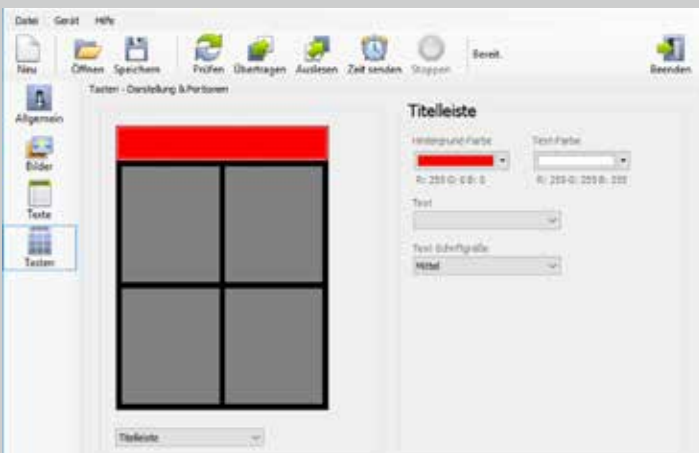 Datei Gerät Hilfe
Neu Öffnen Speichern Prüfen Übertragen Auslesen Zeit senden Stoppen Bereit. Beenden
Tasten - Darstellung & Portionen
Allgemein
Bilder
Texte
Tasten
Titelleiste
Hintergrund-Farbe Text-Farbe
R: 255 G: 0 B: 0 R: 255 G: 255 B: 255
Text
Text Schriftgröße
Mittel
Titelleiste